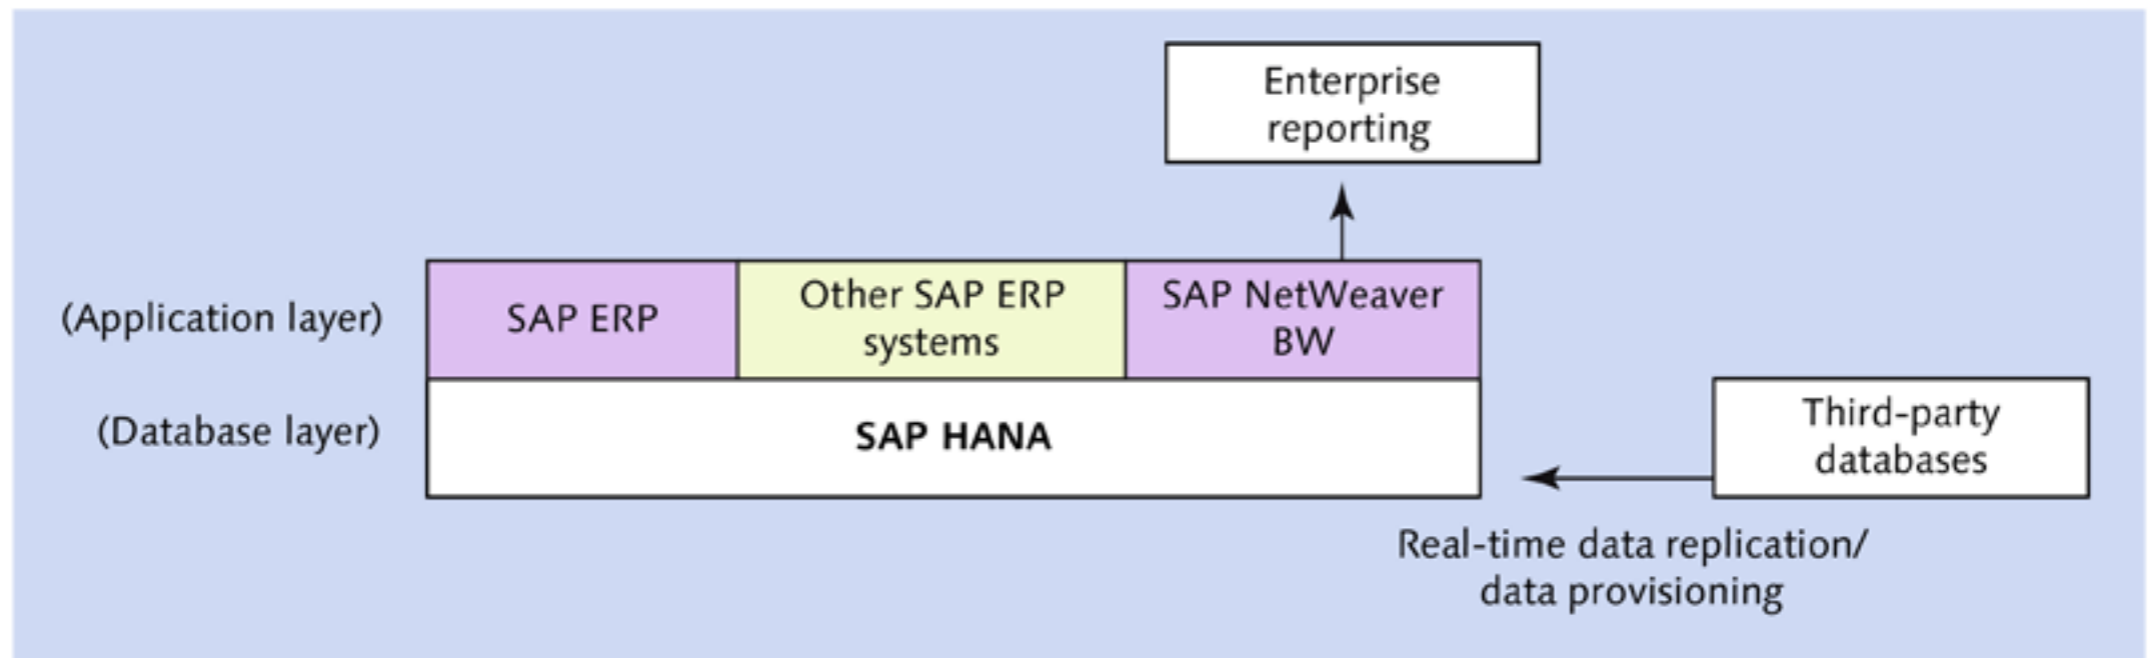 Enterprise
reporting
(Application layer)
SAP ERP
Other SAP ERP
systems
SAP NetWeaver
BW
(Database layer)
SAP HANA
Third-party
databases
Real-time data replication/
data provisioning